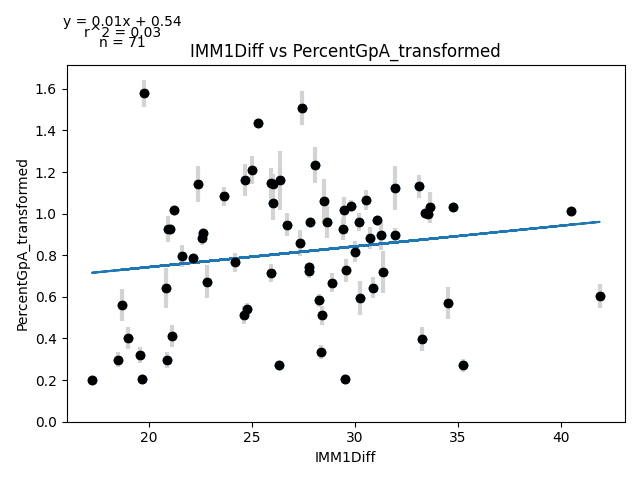 y = 0.01x + 0.54
r^2 = 0.03
n = 71
IMM1Diff vs PercentGpA_transformed
1.6
1.4
1.2
1.0
0.8
0.6
0.4
0.2
0.0
PercentGpA_transformed
20 25 30 35 40
IMM1Diff